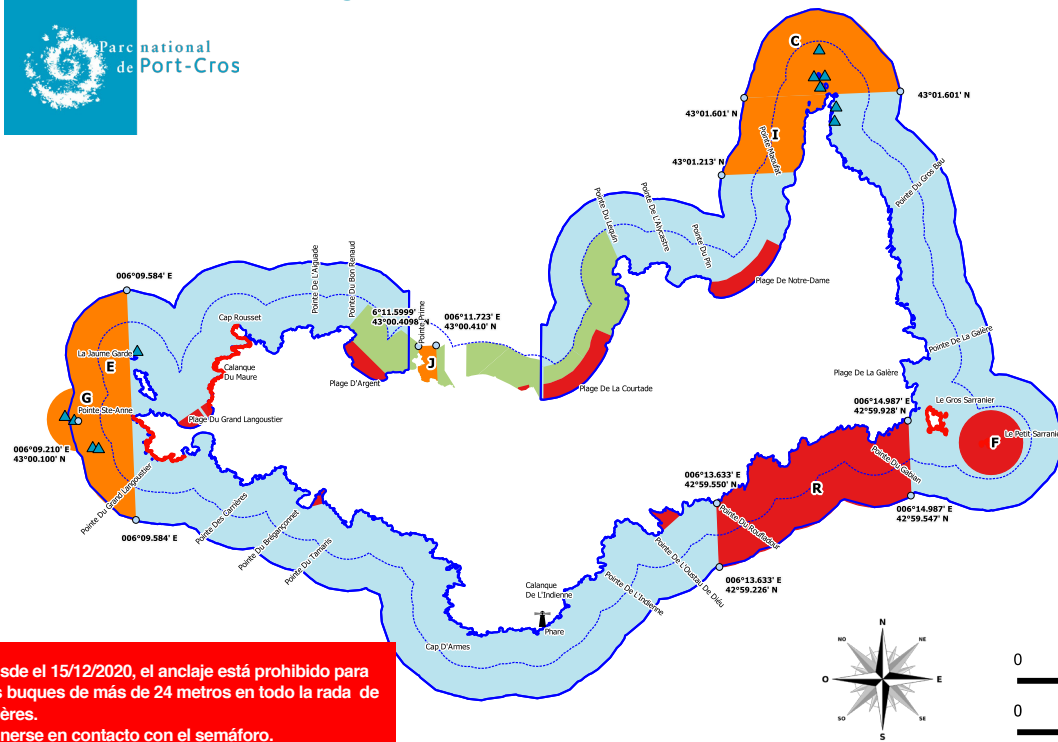 Parc national
de Port-Cros
C
43°01.601' N
43°01.601' N
I
Pointe Maoufat
43°01.213' N
Pointe Du Gros Bau
Pointe Du Lequin
Pointe De L'Alycastre
Pointe Du Pin
Plage De Notre-Dame
006°09.584' E
Pointe De L'Aiguade
Pointe Du Bon Renaud
Cap Rousset
6°11.5999'
43°00.4098' N
Pointe Prime
006°11.723' E
43°00.410' N
La Jaume Garde
E
Calanque
Du Maure
J
Plage D'Argent
Plage De La Courtade
Pointe De La Galère
Plage De La Galère
G
Pointe Ste-Anne
Plage Du Grand Langoustier
006°14.987' E
42°59.928' N
Le Gros Sarranier
F
Le Petit Sarranie
006°09.210' E
43°00.100' N
Pointe Du Grand Langoustier
Pointe Des Carrières
Pointe Du Brégançonnet
Pointe Du Tamaris
006°13.633' E
42°59.550' N
R
Pointe Du Gabian
Pointe Du Roufladour
006°14.987' E
42°59.547' N
006°09.584' E
Pointe De L'Oustau De Diéu
006°13.633' E
42°59.226' N
Pointe De L'Indienne
Calanque
De L'Indienne
Phare
Cap D'Armes
sde el 15/12/2020, el anclaje está prohibido para
s buques de más de 24 metros en todo la rada de
ères.
nerse en contacto con el semáforo.
N
NO
NE
O
E
SO
SE
S
0
0